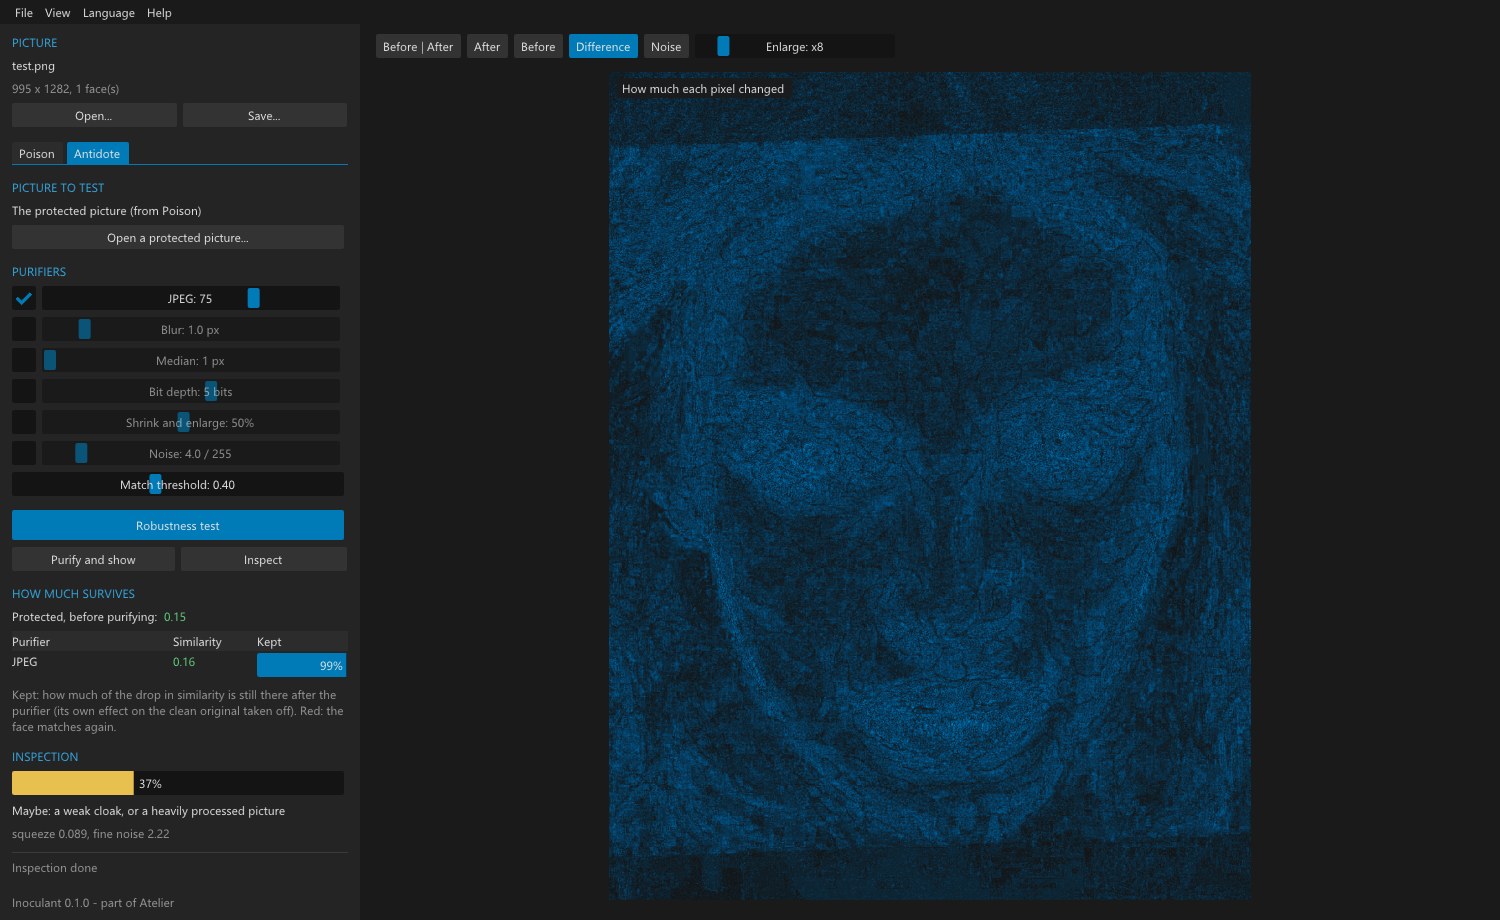 File View Language Help
PICTURE
test.png
995 x 1282, 1 face(s)
Open... Save...
Poison Antidote
PICTURE TO TEST
The protected picture (from Poison)
Open a protected picture...
PURIFIERS
JPEG: 75
Blur: 1.0 px
Median: 1 px
Bit depth: 5 bits
Shrink and enlarge: 50%
Noise: 4.0 / 255
Match threshold: 0.40
Robustness test
Purify and show Inspect
HOW MUCH SURVIVES
Protected, before purifying: 0.15
Purifier Similarity Kept
JPEG 0.16 99%
Kept: how much of the drop in similarity is still there after the
purifier (its own effect on the clean original taken off). Red: the
face matches again.
INSPECTION
37%
Maybe: a weak cloak, or a heavily processed picture
squeeze 0.089, fine noise 2.22
Inspection done
Inoculant 0.1.0 - part of Atelier
Before | After After Before Difference Noise Enlarge: x8
How much each pixel changed